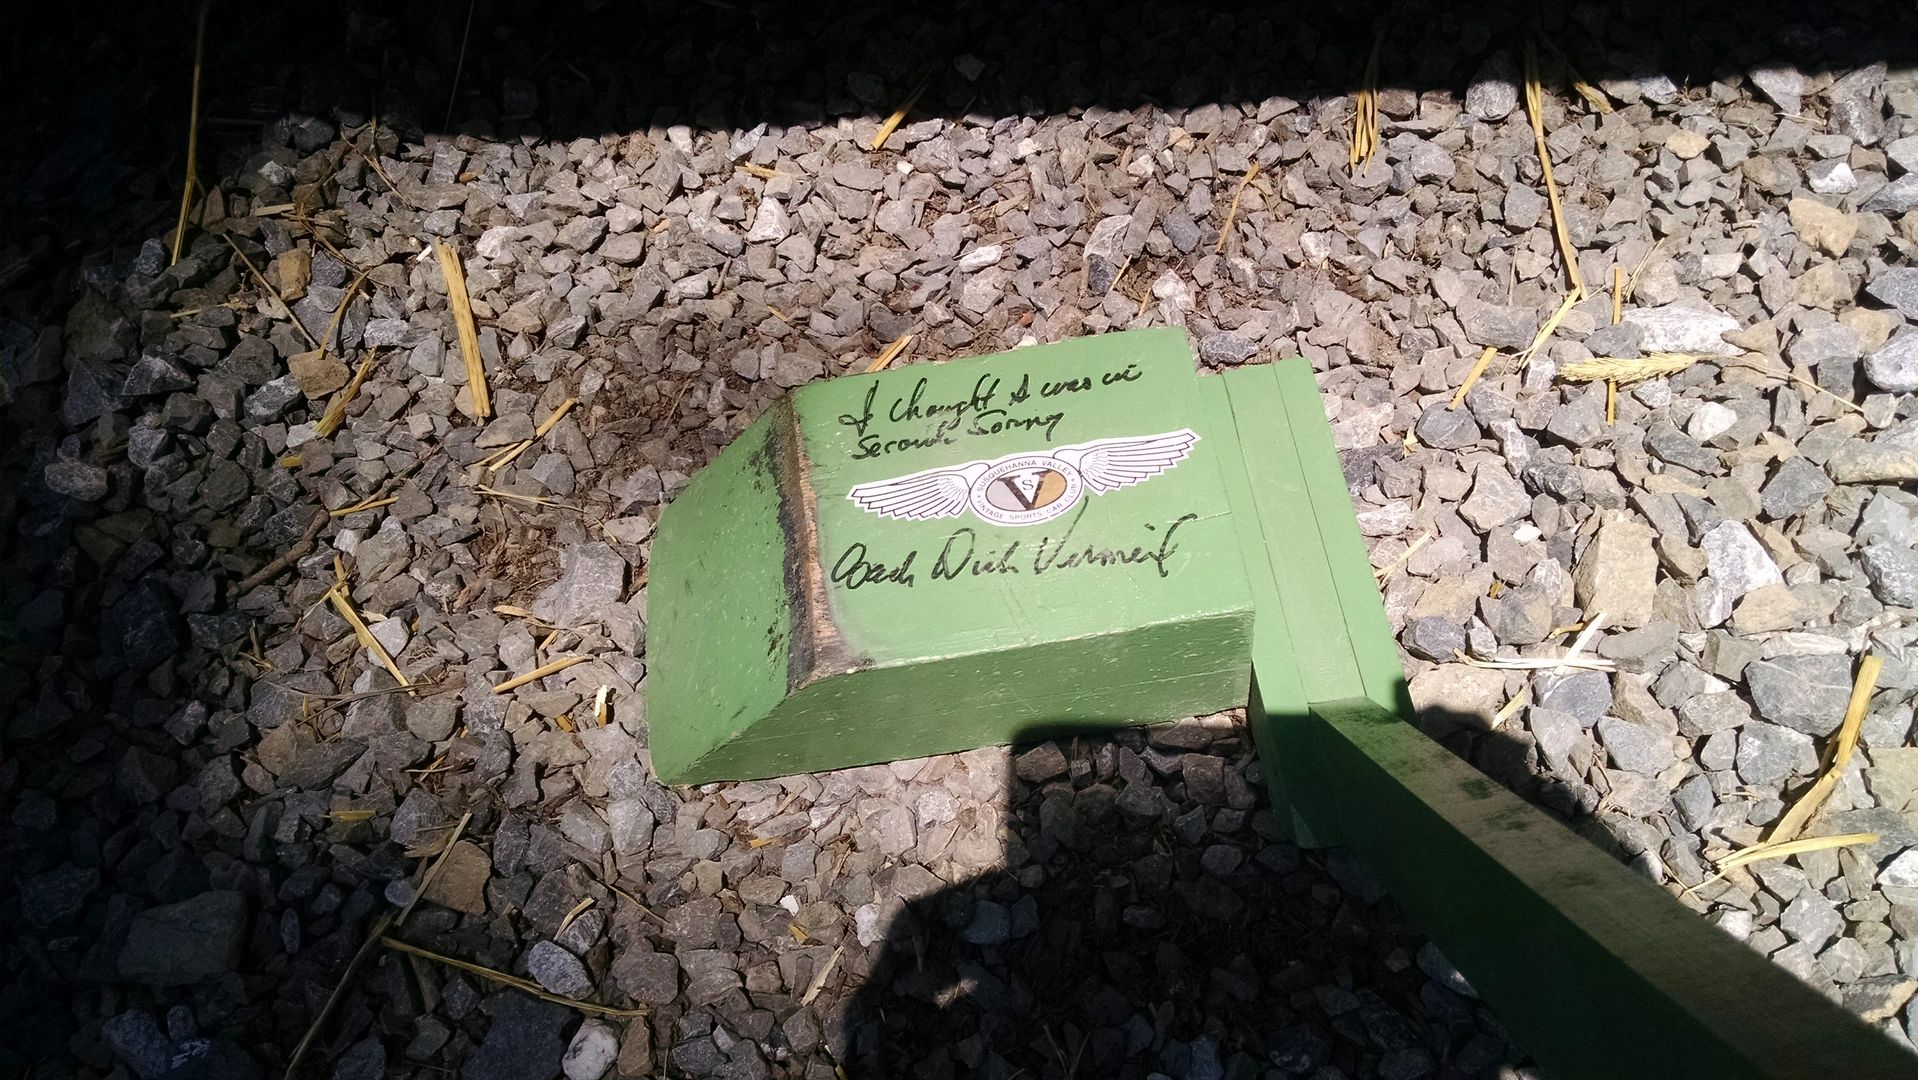 I thought I was in
Second Sorry
SUSQUEHANNA VALLEY
VS
VINTAGE SPORTS CAR CLUB
Coach Dick Vermeil